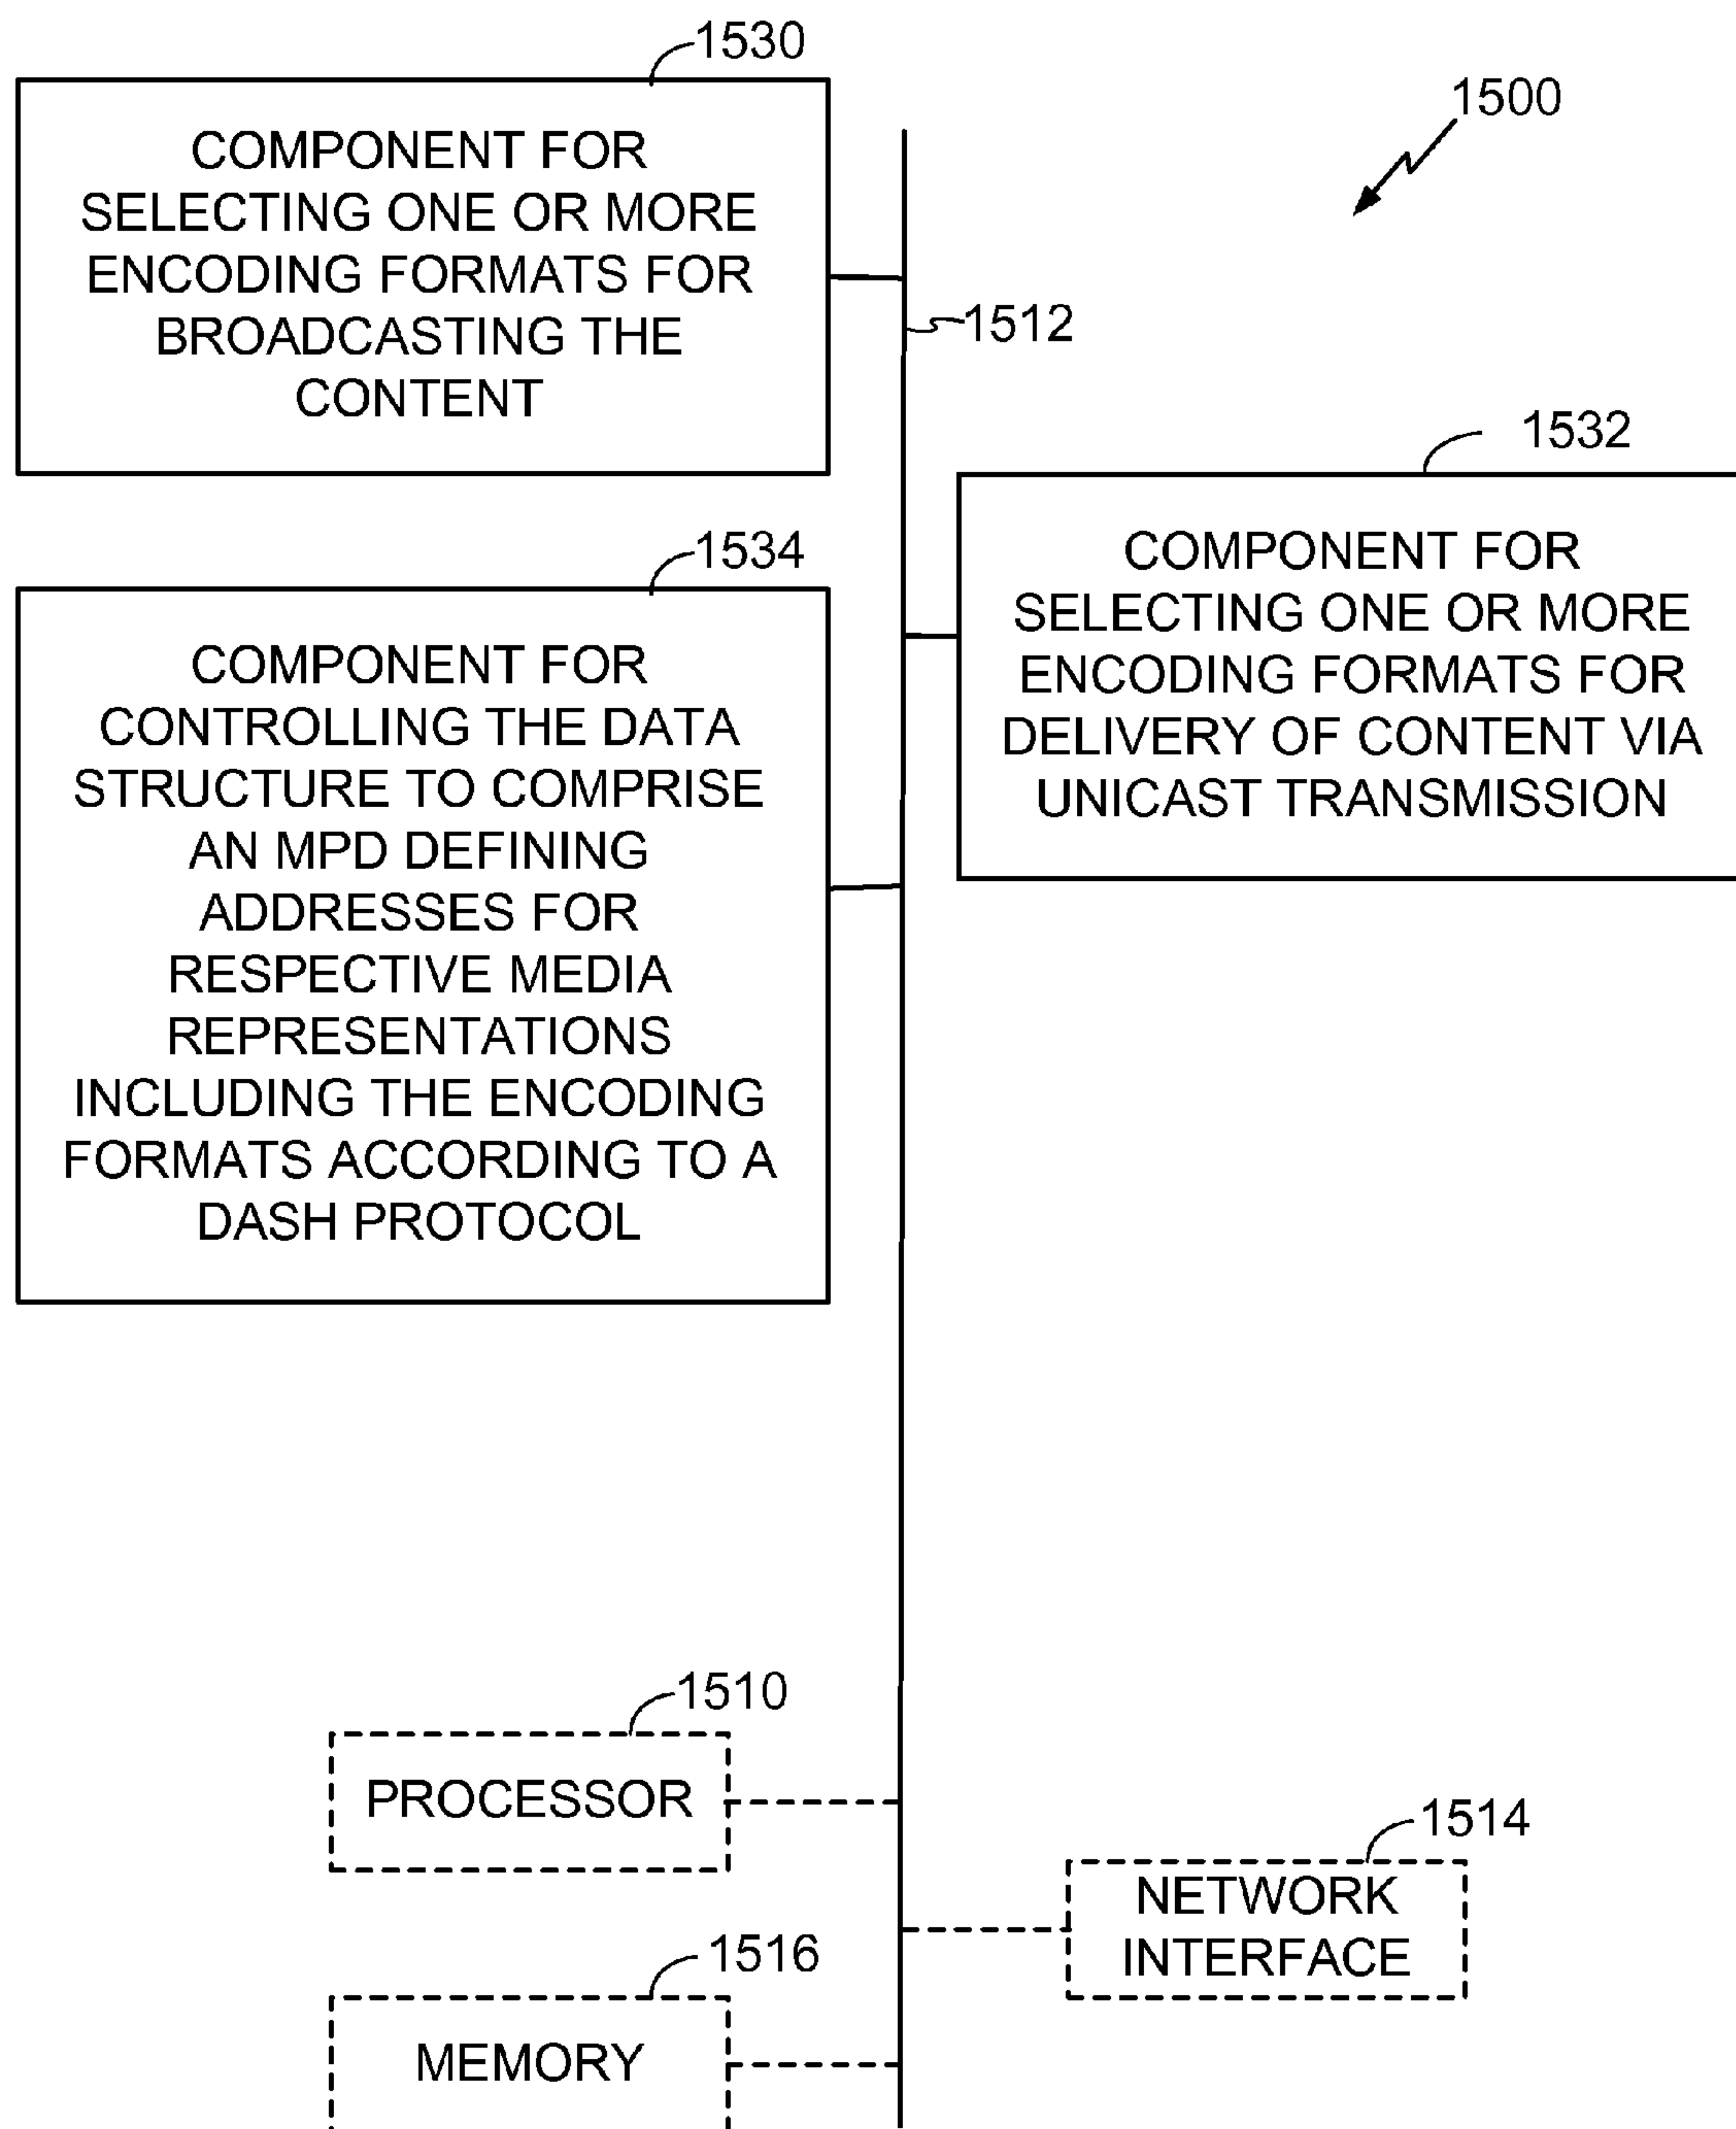 1530
COMPONENT FOR
SELECTING ONE OR MORE
ENCODING FORMATS FOR
BROADCASTING THE
CONTENT
1500
1512
1532
COMPONENT FOR
SELECTING ONE OR MORE
ENCODING FORMATS FOR
DELIVERY OF CONTENT VIA
UNICAST TRANSMISSION
1534
COMPONENT FOR
CONTROLLING THE DATA
STRUCTURE TO COMPRISE
AN MPD DEFINING
ADDRESSES FOR
RESPECTIVE MEDIA
REPRESENTATIONS
INCLUDING THE ENCODING
FORMATS ACCORDING TO A
DASH PROTOCOL
1510
PROCESSOR
1514
NETWORK
INTERFACE
1516
MEMORY